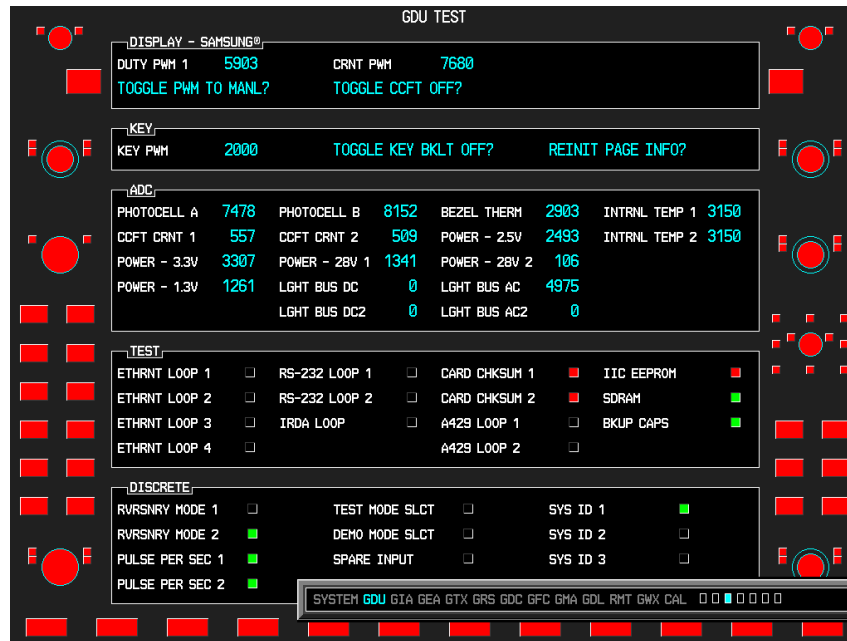 GDU TEST
DISPLAY - SAMSUNG®
DUTY PWM 1 5903 CRNT PWM 7680
TOGGLE PWM TO MANL? TOGGLE CCFT OFF?
KEY
KEY PWM 2000 TOGGLE KEY BKLT OFF? REINIT PAGE INFO?
ADC
PHOTOCELL A 7478 PHOTOCELL B 8152 BEZEL THERM 2903 INTRNL TEMP 1 3150
CCFT CRNT 1 557 CCFT CRNT 2 509 POWER - 2.5V 2493 INTRNL TEMP 2 3150
POWER - 3.3V 3307 POWER - 28V 1 1341 POWER - 28V 2 106
POWER - 1.3V 1261 LGHT BUS DC 0 LGHT BUS AC 4975
LGHT BUS DC2 0 LGHT BUS AC2 0
TEST
ETHRNT LOOP 1 RS-232 LOOP 1 CARD CHKSUM 1 IIC EEPROM
ETHRNT LOOP 2 RS-232 LOOP 2 CARD CHKSUM 2 SDRAM
ETHRNT LOOP 3 IRDA LOOP A429 LOOP 1 BKUP CAPS
ETHRNT LOOP 4 A429 LOOP 2
DISCRETE
RVRSNRY MODE 1 TEST MODE SLCT SYS ID 1
RVRSNRY MODE 2 DEMO MODE SLCT SYS ID 2
PULSE PER SEC 1 SPARE INPUT SYS ID 3
PULSE PER SEC 2
SYSTEM GDU GIA GEA GTX GRS GDC GFC GMA GDL RMT GWX CAL